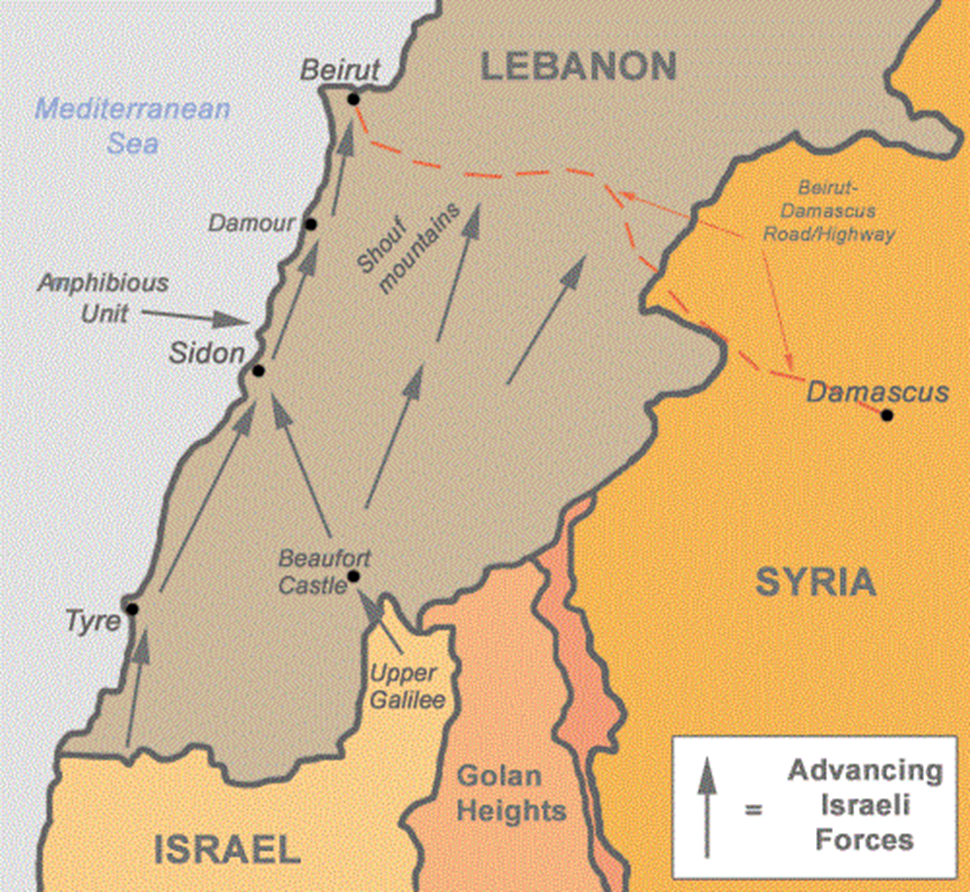 Beirut
LEBANON
Mediterranean
Sea
Beirut-
Damascus
Road/Highway
Damour
Shouf
mountains
Amphibious
Unit
Sidon
Damascus
Beaufort
Castle
SYRIA
Tyre
Upper
Galilee
Golan
Heights
ISRAEL
=
Advancing
Israeli
Forces